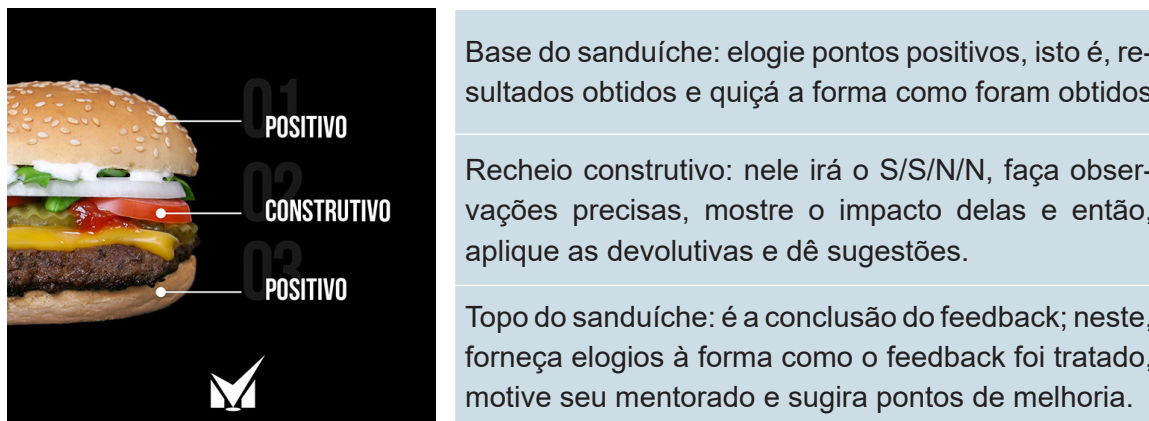 01
POSITIVO
02
CONSTRUTIVO
03
POSITIVO
Base do sanduíche: elogie pontos positivos, isto é, re-
sultados obtidos e quiçá a forma como foram obtidos
Recheio construtivo: nele irá o S/S/N/N, faça obser-
vações precisas, mostre o impacto delas e então,
aplique as devolutivas e dê sugestões.
Topo do sanduíche: é a conclusão do feedback; neste,
forneça elogios à forma como o feedback foi tratado,
motive seu mentorado e sugira pontos de melhoria.